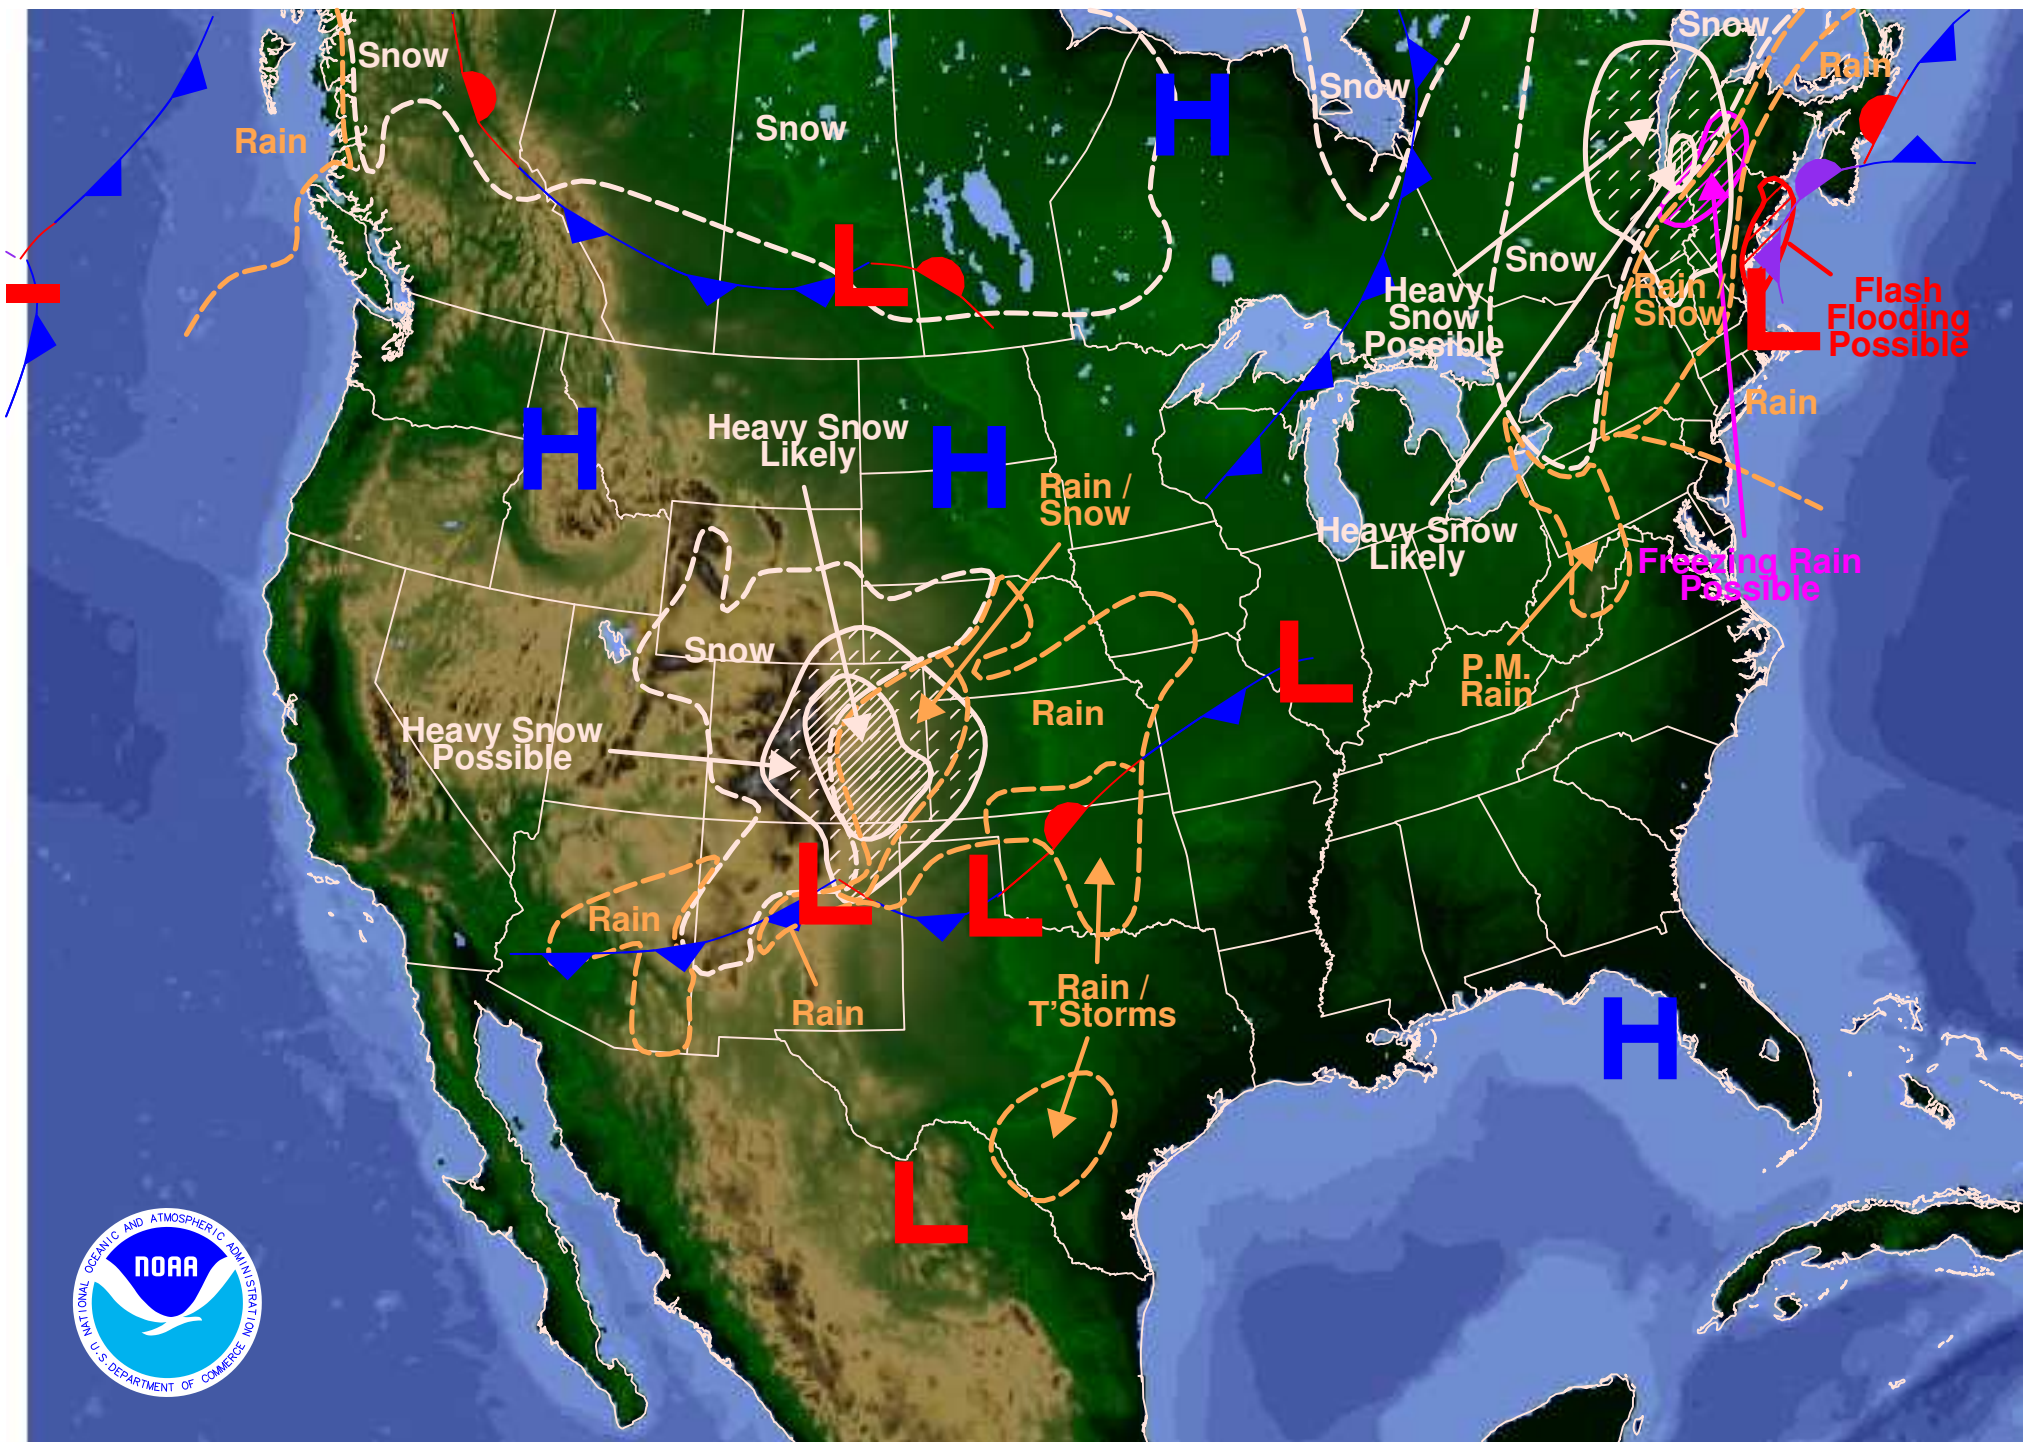 Snow
Snow
Rain
Snow
Snow
Rain
H
Snow
L
Snow
Heavy
Snow
Possible
Rain
Snow
Flash
Flooding
Possible
L
Rain
H
Heavy Snow
Likely
H
Rain /
Snow
Heavy Snow
Likely
Freezing Rain
Possible
Snow
L
P.M.
Rain
Rain
Heavy Snow
Possible
L
L
Rain
Rain
Rain /
T'Storms
H
L
NATIONAL OCEANIC AND ATMOSPHERIC ADMINISTRATION
NOAA
U.S. DEPARTMENT OF COMMERCE